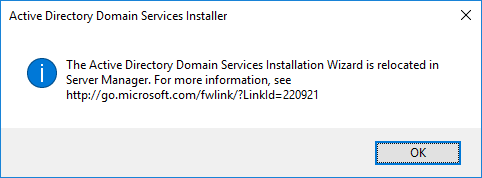 Active Directory Domain Services Installer
The Active Directory Domain Services Installation Wizard is relocated in
Server Manager. For more information, see
http://go.microsoft.com/fwlink/?LinkId=220921
OK